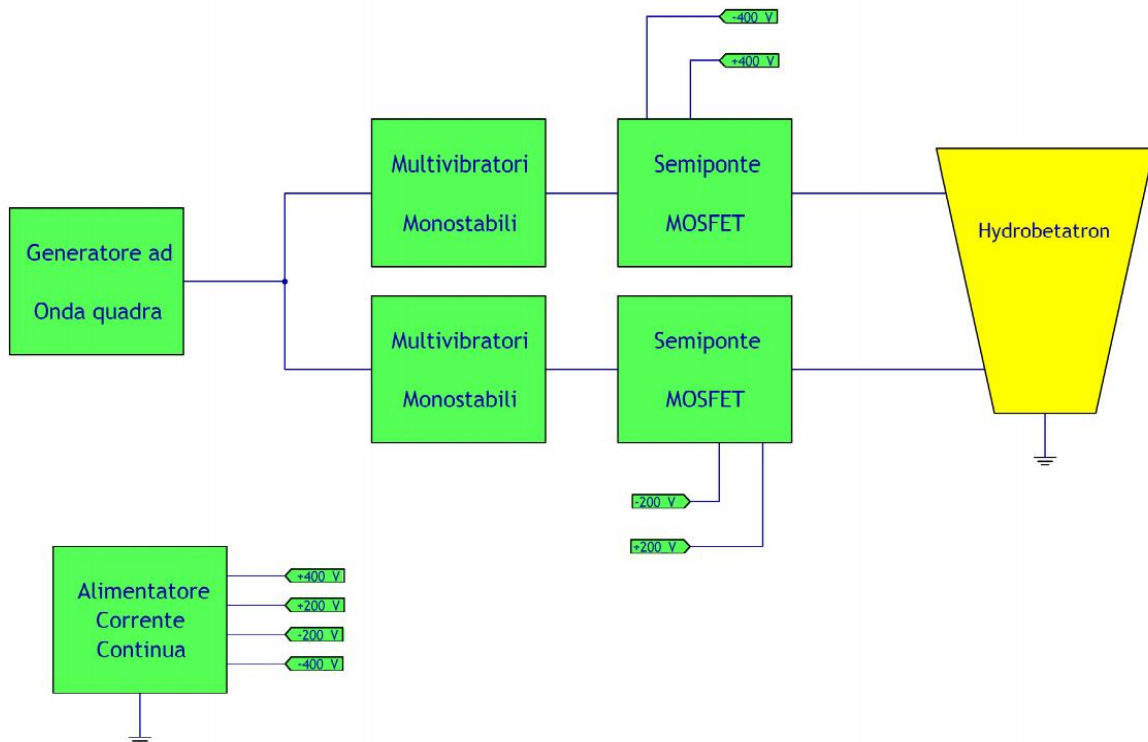 -400 V
+400 V
Multivibratori
Monostabili
Semiponte
MOSFET
Hydrobetatron
Generatore ad
Onda quadra
Multivibratori
Monostabili
Semiponte
MOSFET
-200 V
+200 V
Alimentatore
Corrente
Continua
+400 V
+200 V
-200 V
-400 V